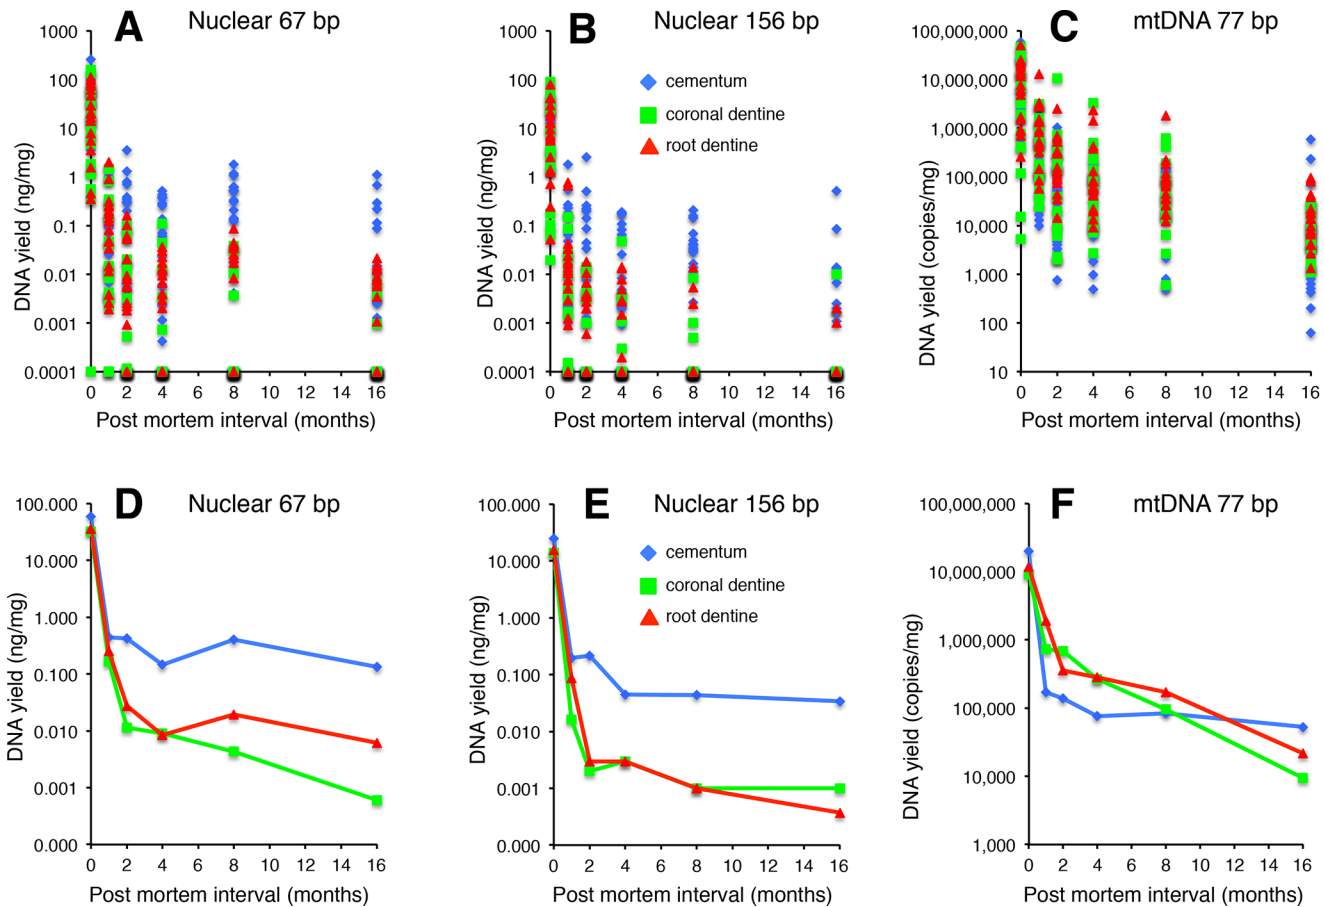 A Nuclear 67 bp
1000
100
10
1
0.1
0.01
0.001
0.0001
DNA yield (ng/mg)
0 2 4 6 8 10 12 14 16
Post mortem interval (months)
B Nuclear 156 bp
1000
100
10
1
0.1
0.01
0.001
0.0001
DNA yield (ng/mg)
cementum
coronal dentine
root dentine
0 2 4 6 8 10 12 14 16
Post mortem interval (months)
C mtDNA 77 bp
100,000,000
10,000,000
1,000,000
100,000
10,000
1,000
100
10
DNA yield (copies/mg)
0 2 4 6 8 10 12 14 16
Post mortem interval (months)
D Nuclear 67 bp
100.000
10.000
1.000
0.100
0.010
0.001
0.000
DNA yield (ng/mg)
0 2 4 6 8 10 12 14 16
Post mortem interval (months)
E Nuclear 156 bp
100.000
10.000
1.000
0.100
0.010
0.001
0.000
DNA yield (ng/mg)
cementum
coronal dentine
root dentine
0 2 4 6 8 10 12 14 16
Post mortem interval (months)
F mtDNA 77 bp
100,000,000
10,000,000
1,000,000
100,000
10,000
1,000
DNA yield (copies/mg)
0 2 4 6 8 10 12 14 16
Post mortem interval (months)